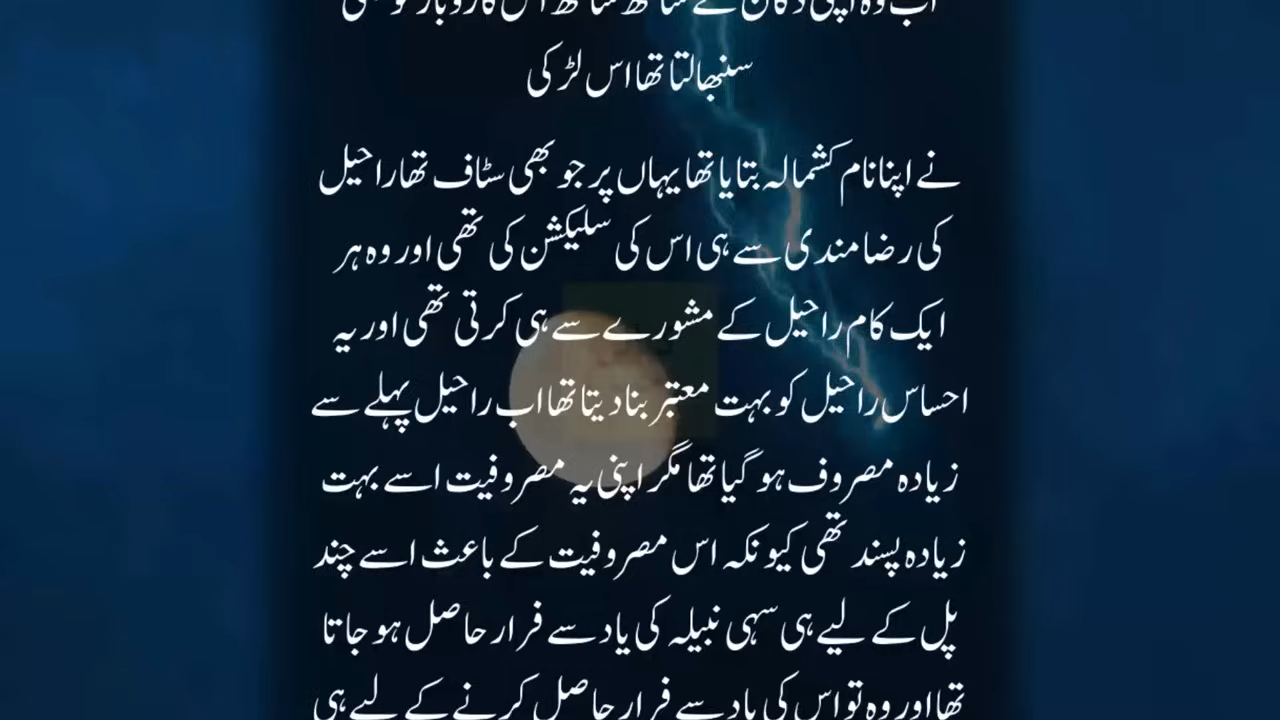 اب وہ اپنی دکان کے ساتھ ساتھ اس کاروبار کو بھی
سنبھالتا تھا اس لڑکی
نے اپنا نام کشمالہ بتایا تھا یہاں پر جو بھی سٹاف تھا راحیل
کی رضا مندی سے ہی اس کی سلیکشن کی تھی اور وہ ہر
ایک کام راحیل کے مشورے سے ہی کرتی تھی اور یہ
احساس راحیل کو بہت معتبر بنا دیتا تھا اب راحیل پہلے سے
زیادہ مصروف ہو گیا تھا مگر اپنی یہ مصروفیت اسے بہت
زیادہ پسند تھی کیونکہ اس مصروفیت کے باعث اسے چند
پل کے لیے ہی سہی نبیلہ کی یاد سے فرار حاصل ہو جاتا
تھا اور وہ تو اس کی یاد سے فرار حاصل کرنے کے لیے ہی